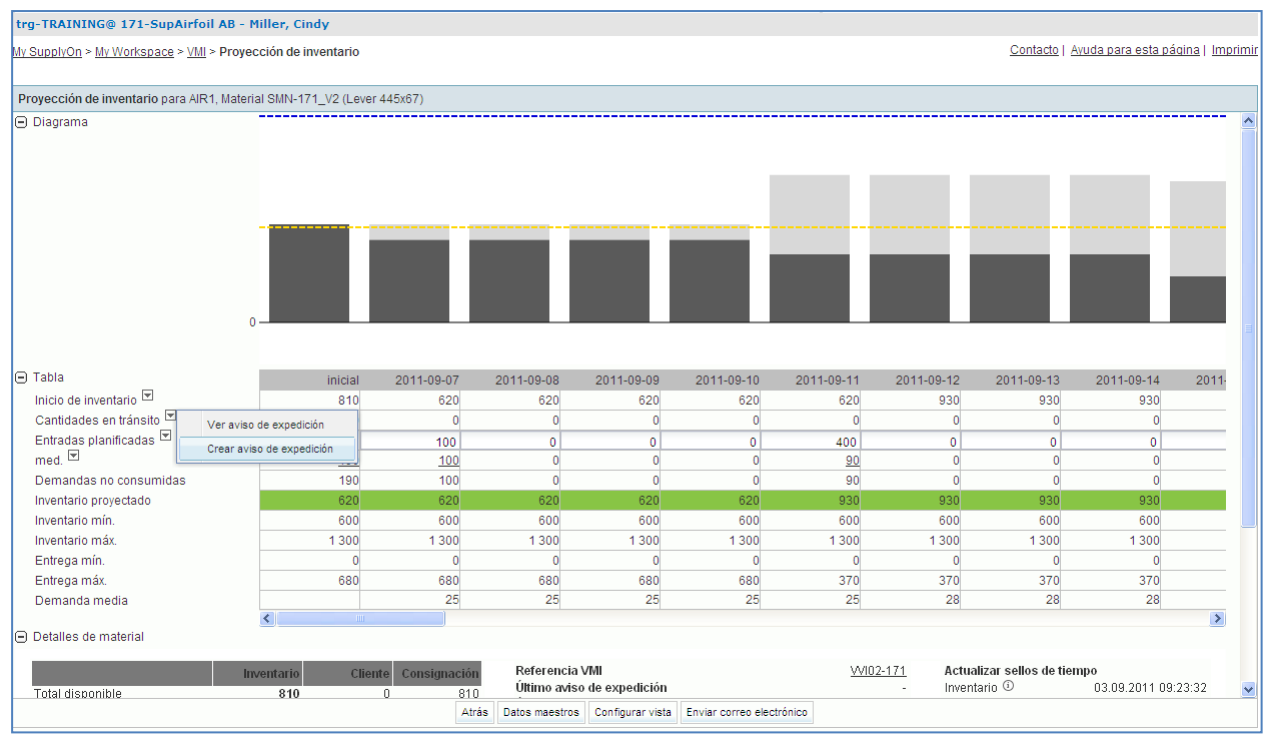 trg-TRAINING@ 171-SupAirfoil AB - Miller, Cindy
My SupplyOn > My Workspace > VMI > Proyección de inventario Contacto | Ayuda para esta página | Imprimir
Proyección de inventario para AIR1, Material SMN-171_V2 (Lever 445x67)
Diagrama
0
Tabla inicial 2011-09-07 2011-09-08 2011-09-09 2011-09-10 2011-09-11 2011-09-12 2011-09-13 2011-09-14 2011-
Inicio de inventario 810 620 620 620 620 620 930 930 930
Cantidades en tránsito 0 0 0 0 0 0 0 0
Ver aviso de expedición
Entradas planificadas 100 0 0 0 400 0 0 0
Crear aviso de expedición
med. 100 0 0 0 90 0 0 0
Demandas no consumidas 190 100 0 0 0 90 0 0 0
Inventario proyectado 620 620 620 620 620 930 930 930 930
Inventario mín. 600 600 600 600 600 600 600 600 600
Inventario máx. 1 300 1 300 1 300 1 300 1 300 1 300 1 300 1 300 1 300
Entrega mín. 0 0 0 0 0 0 0 0 0
Entrega máx. 680 680 680 680 680 370 370 370 370
Demanda media 25 25 25 25 25 28 28 28
Detalles de material
Inventario Cliente Consignación Referencia VMI VVI02-171 Actualizar sellos de tiempo
Total disponible 810 0 810 Último aviso de expedición - Inventario 03.09.2011 09:23:32
Atrás Datos maestros Configurar vista Enviar correo electrónico